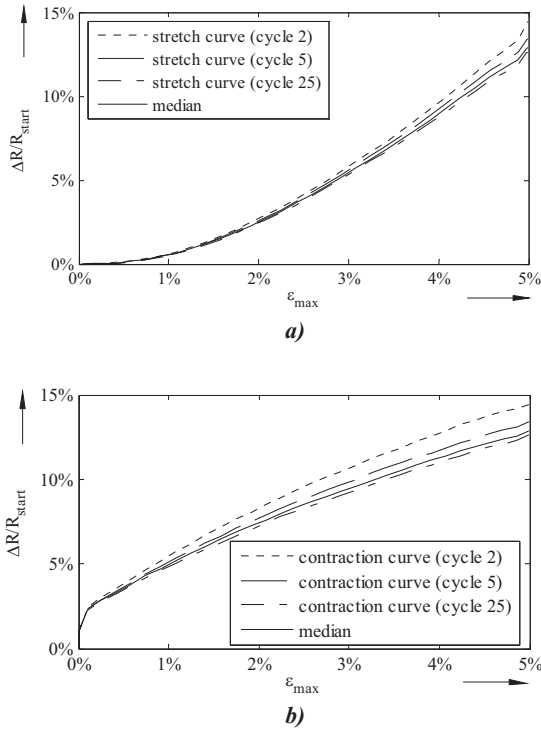 15%
10%
5%
0%
ΔR/R_start
stretch curve (cycle 2)
stretch curve (cycle 5)
stretch curve (cycle 25)
median
0% 1% 2% 3% 4% 5%
ε_max
a)
15%
10%
5%
0%
ΔR/R_start
contraction curve (cycle 2)
contraction curve (cycle 5)
contraction curve (cycle 25)
median
0% 1% 2% 3% 4% 5%
ε_max
b)